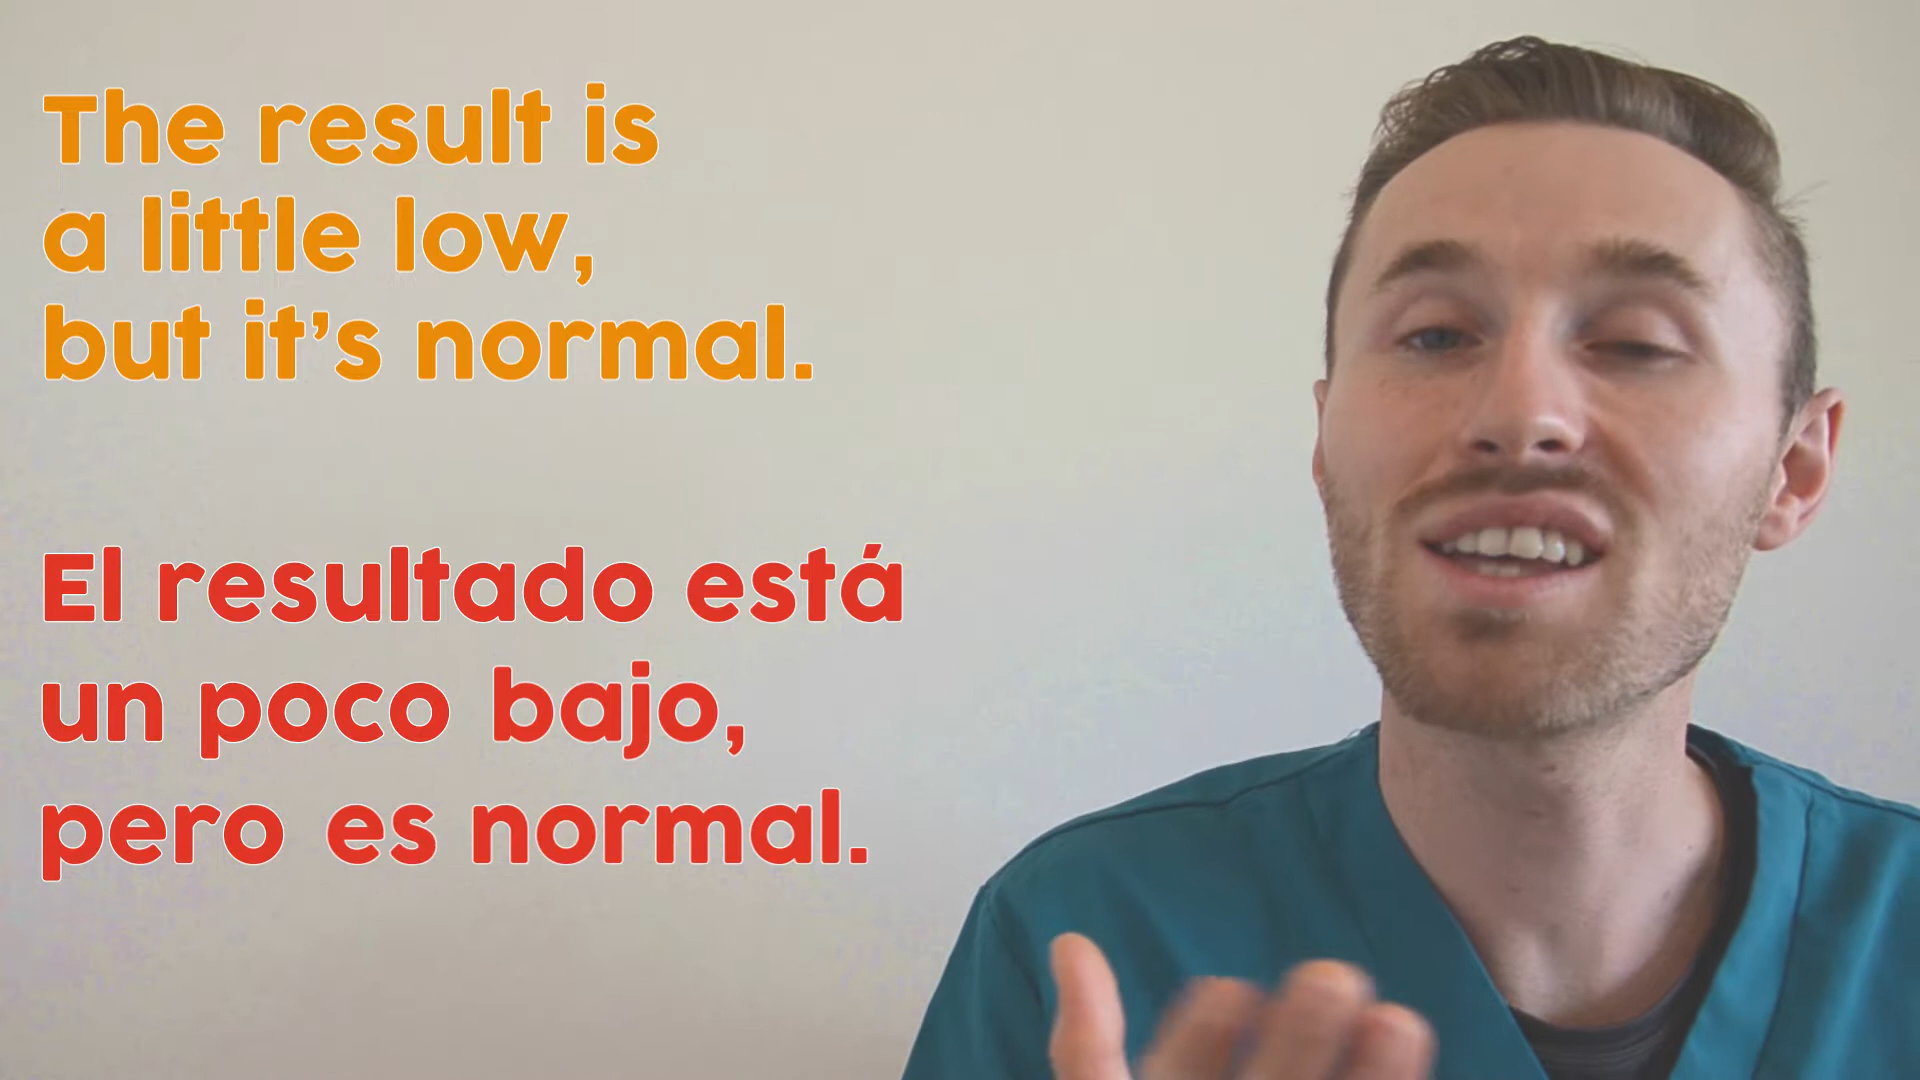 The result is
a little low,
but it’s normal.
El resultado está
un poco bajo,
pero es normal.